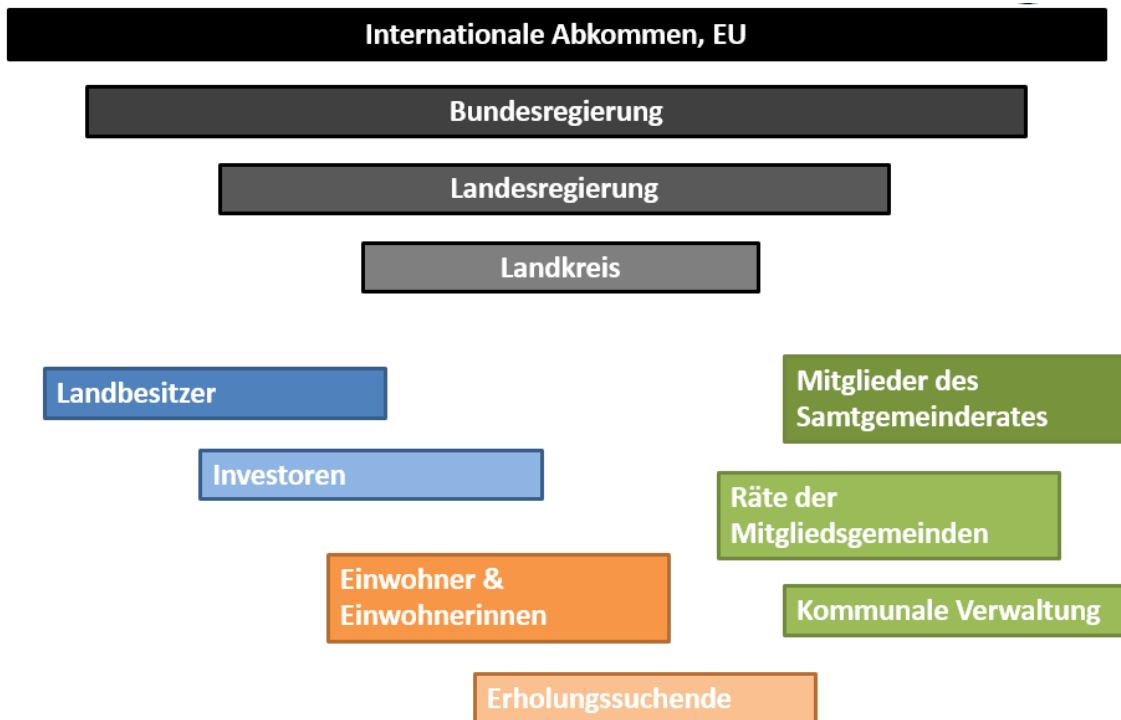 Internationale Abkommen, EU
Bundesregierung
Landesregierung
Landkreis
Landbesitzer
Mitglieder des
Samtgemeinderates
Investoren
Räte der
Mitgliedsgemeinden
Einwohner &
Einwohnerinnen
Kommunale Verwaltung
Erholungssuchende